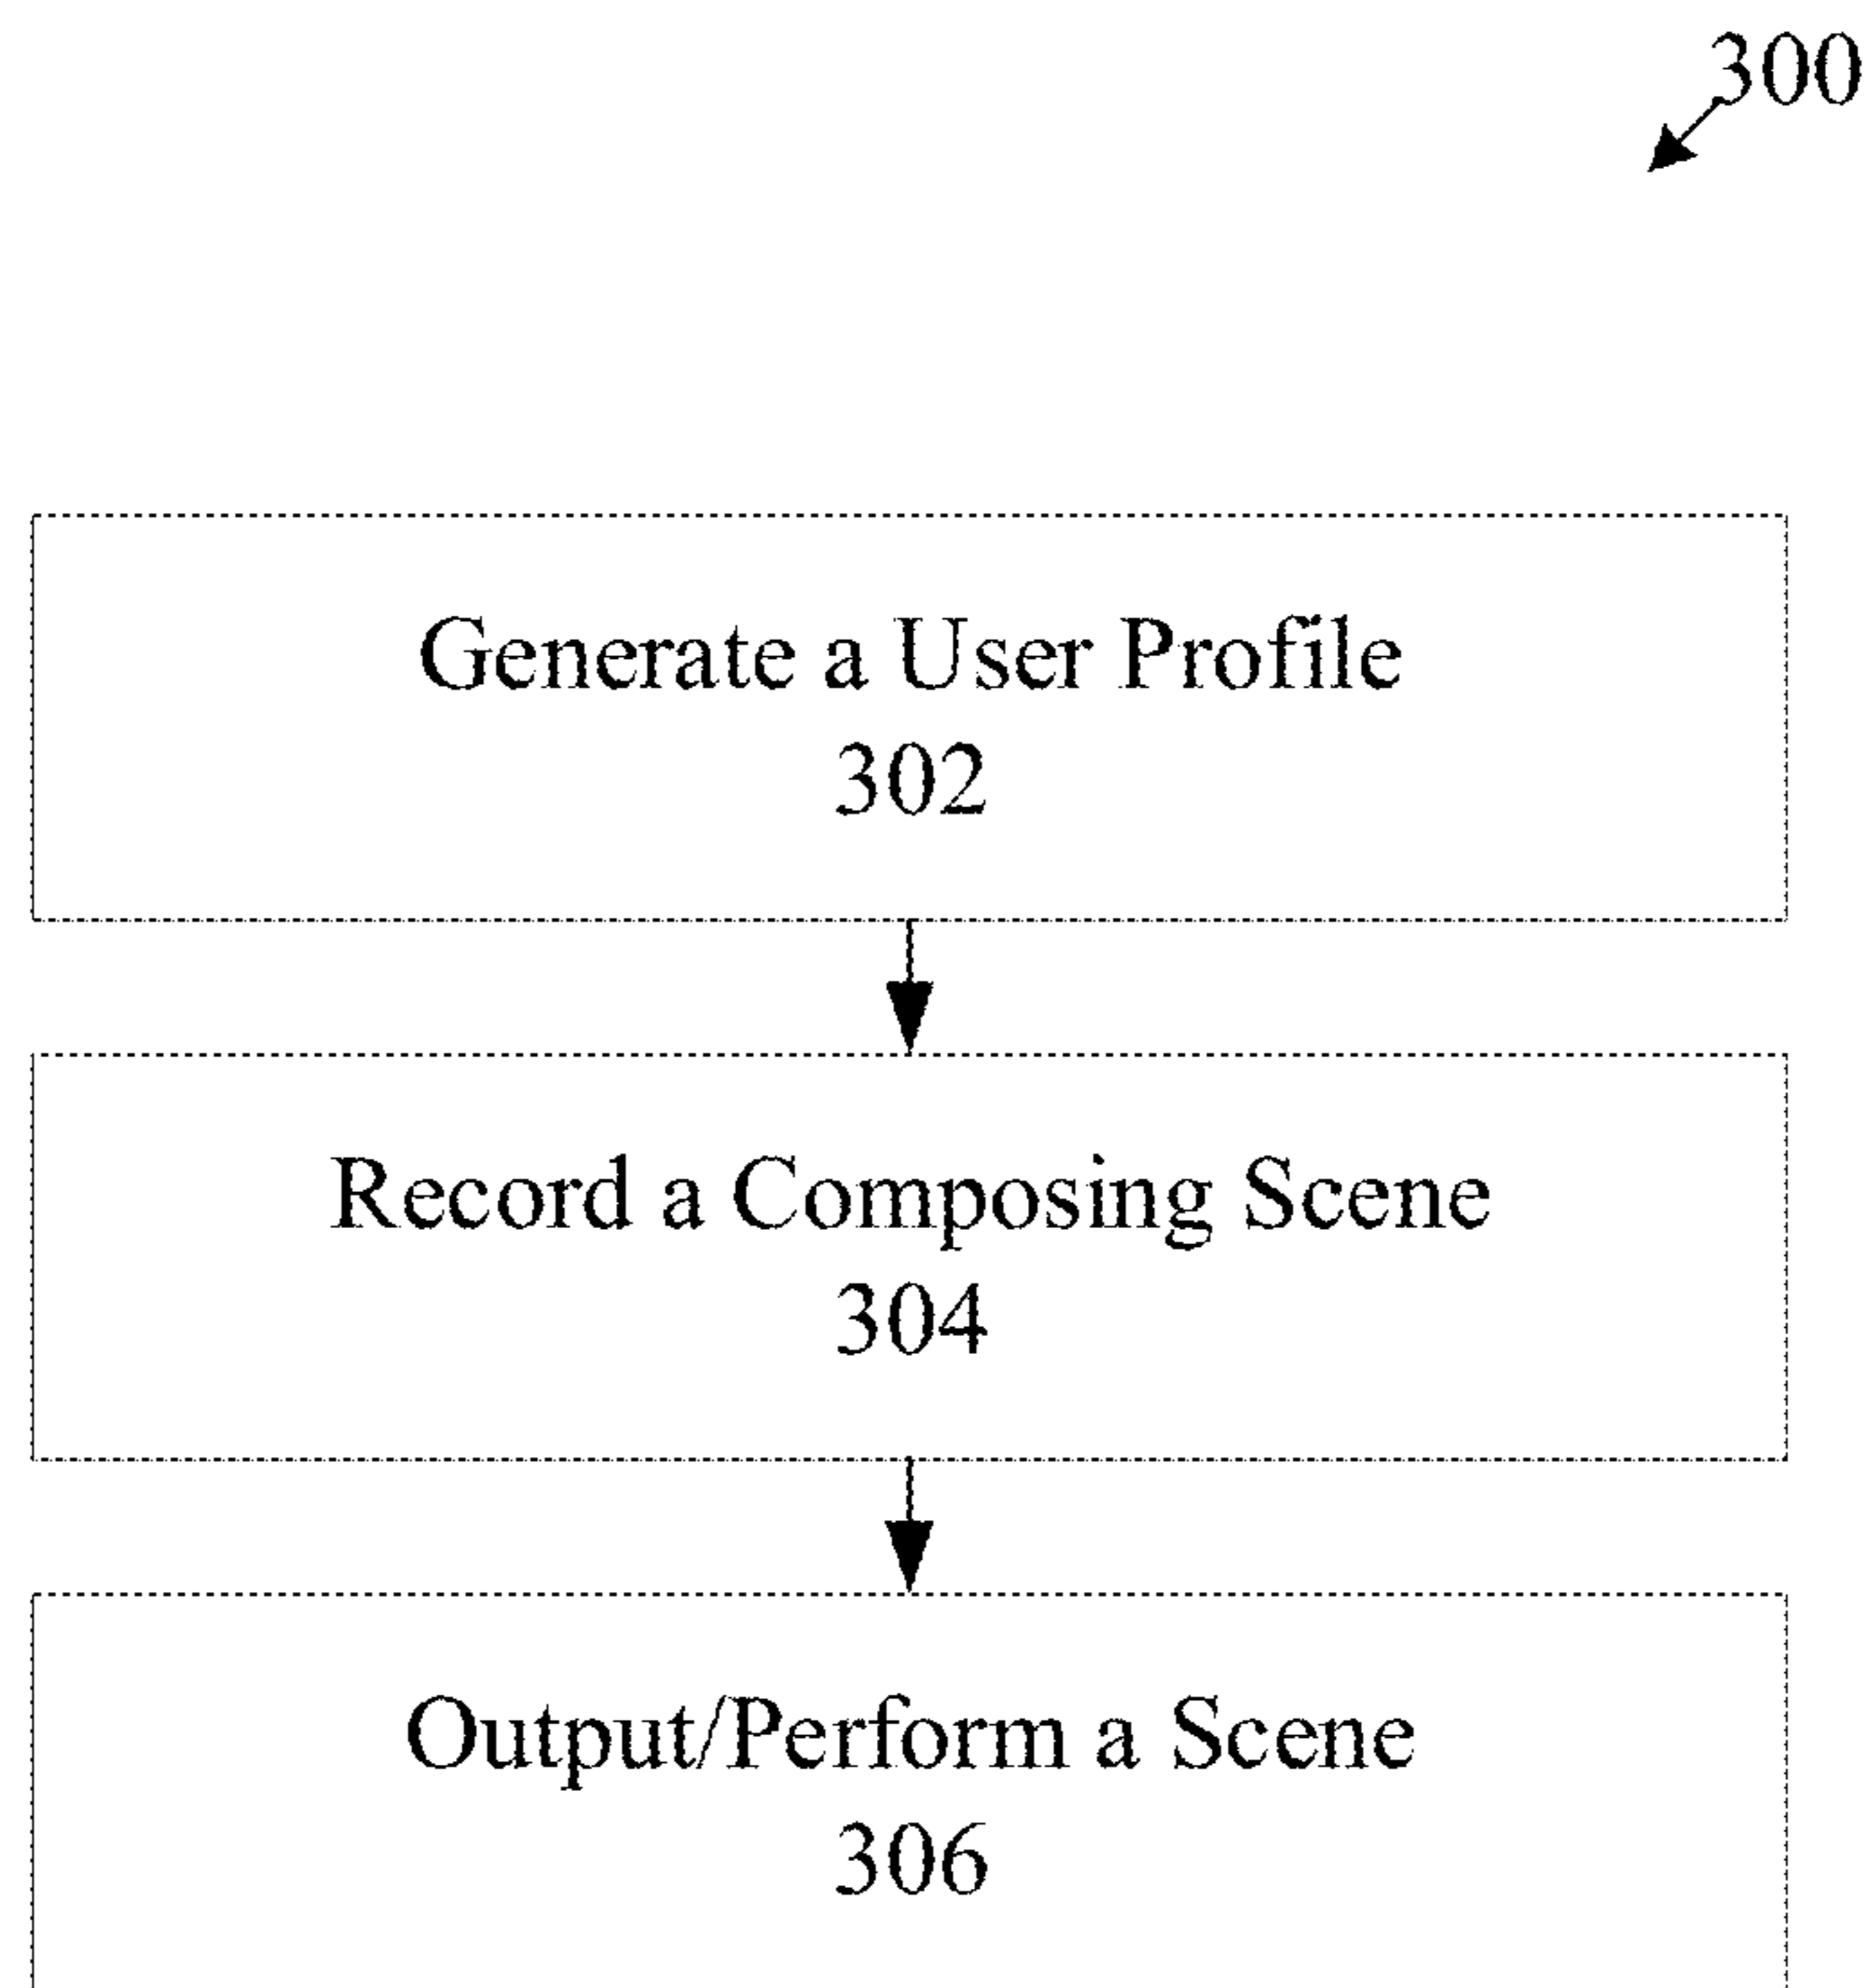 300
Generate a User Profile
302
Record a Composing Scene
304
Output/Perform a Scene
306